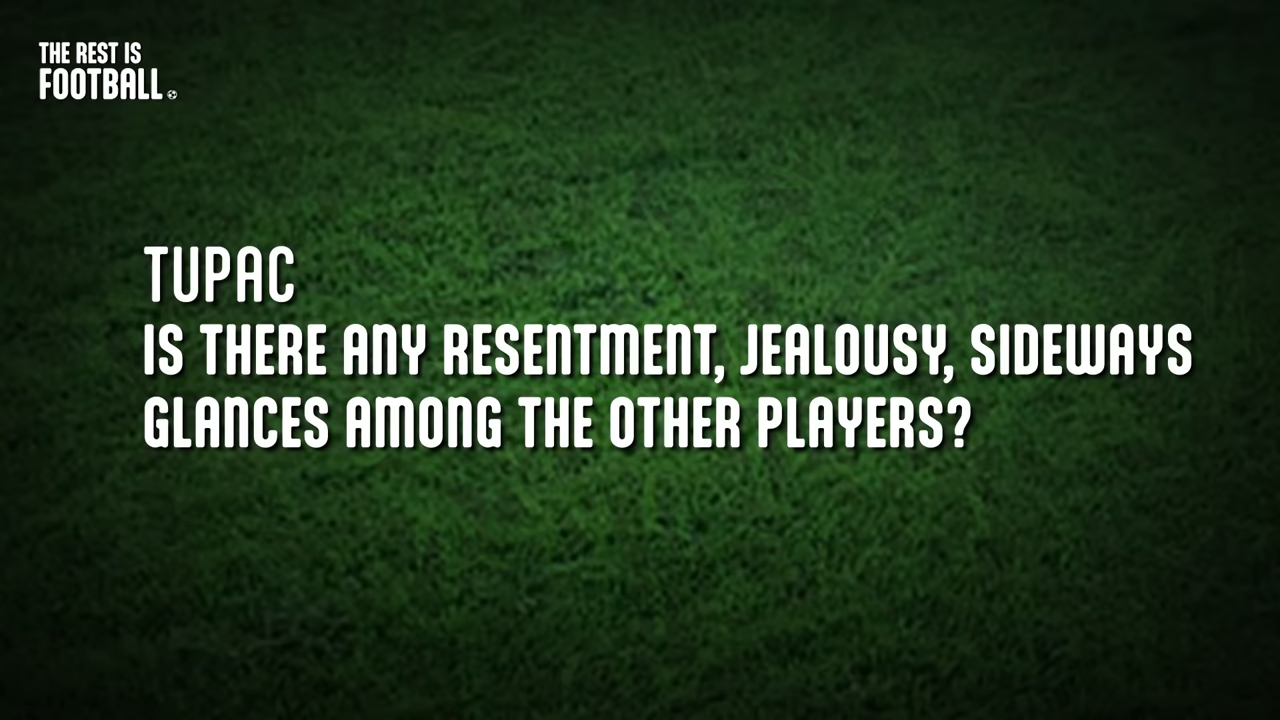 THE REST IS
FOOTBALL
TUPAC
IS THERE ANY RESENTMENT, JEALOUSY, SIDEWAYS
GLANCES AMONG THE OTHER PLAYERS?